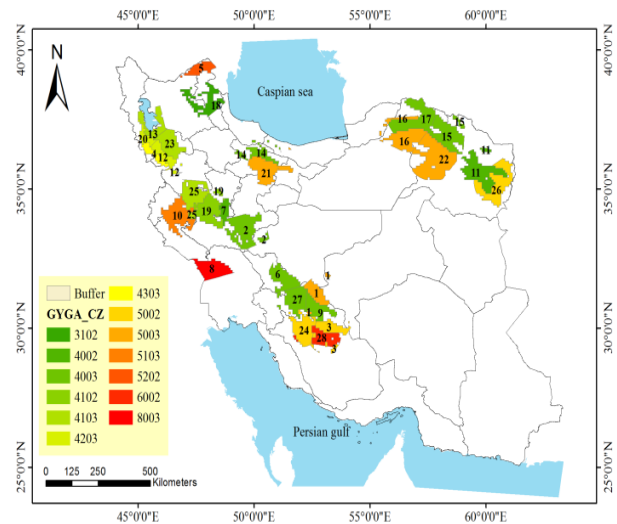 45°0'0"E 50°0'0"E 55°0'0"E 60°0'0"E
40°0'0"N 40°0'0"N
N
5
Caspian sea
18
16 17 15
20 13
23
4 12
15
16
14 14
11
12
22
21
11
25 19
26
10 25 19 7
2
2
8
6
1
1
27
1 9
24 3
28
3
35°0'0"N 35°0'0"N
30°0'0"N 30°0'0"N
25°0'0"N 25°0'0"N
Persian gulf
Buffer
GYGA_CZ
3102
4002
4003
4102
4103
4203
4303
5002
5003
5103
5202
6002
8003
0 125 250 500
Kilometers
45°0'0"E 50°0'0"E 55°0'0"E 60°0'0"E